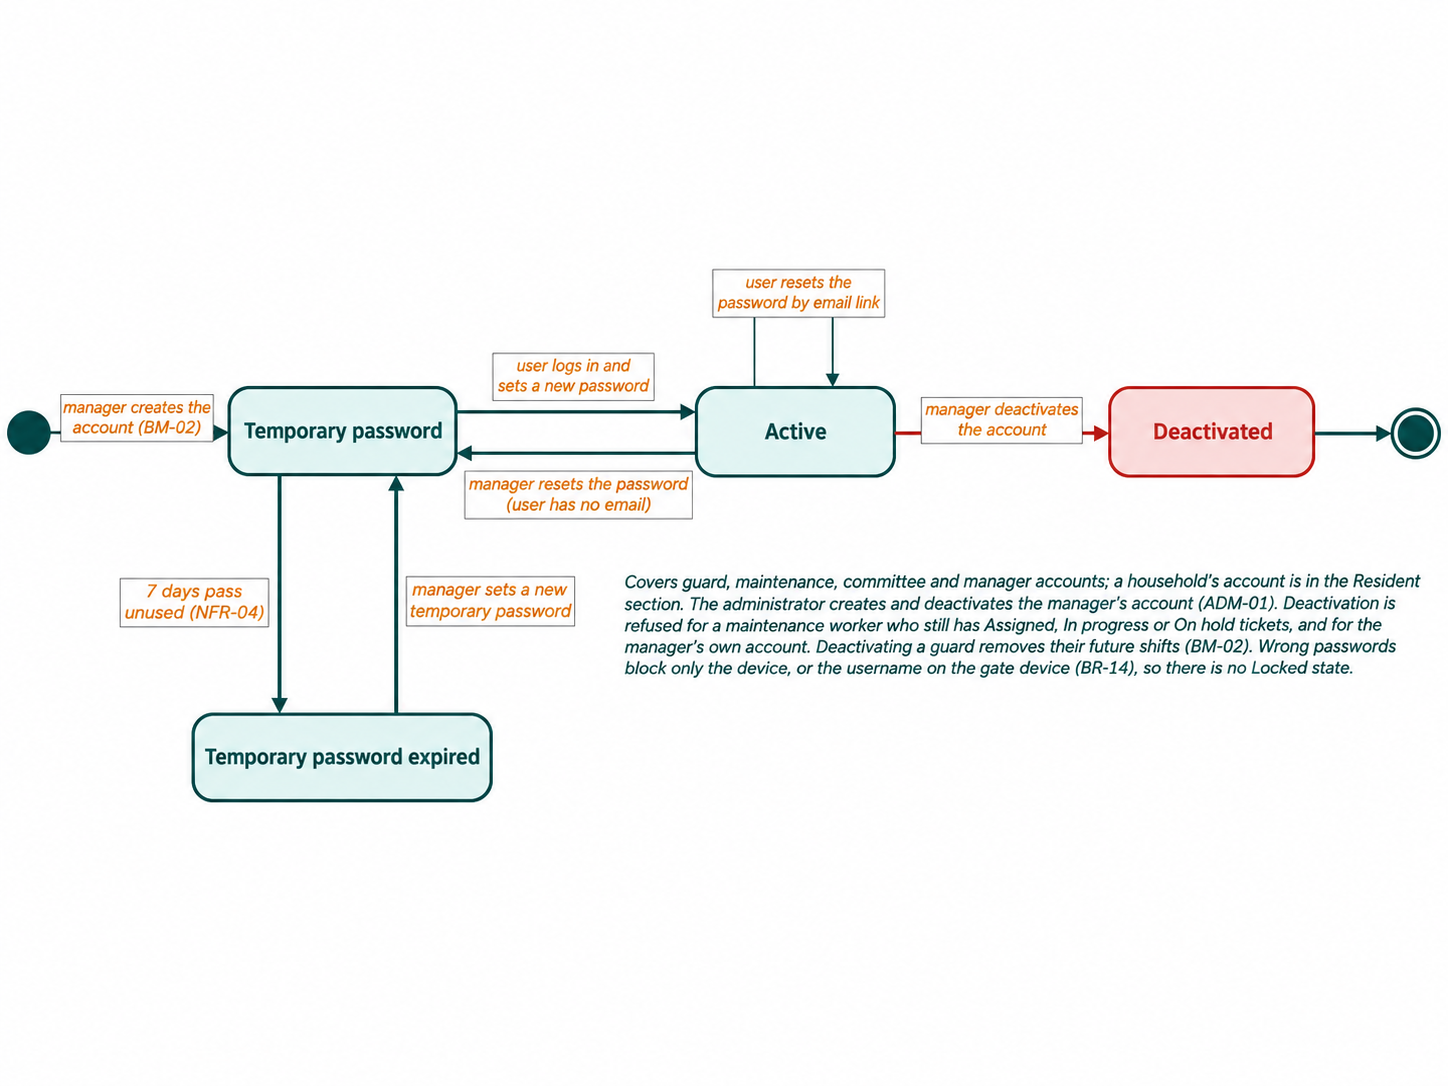 user resets the
password by email link
user logs in and
sets a new password
manager creates the
account (BM-02)
Temporary password
Active
manager deactivates
the account
Deactivated
manager resets the password
(user has no email)
7 days pass
unused (NFR-04)
manager sets a new
temporary password
Covers guard, maintenance, committee and manager accounts; a household's account is in the Resident
section. The administrator creates and deactivates the manager's account (ADM-01). Deactivation is
refused for a maintenance worker who still has Assigned, In progress or On hold tickets, and for the
manager's own account. Deactivating a guard removes their future shifts (BM-02). Wrong passwords
block only the device, or the username on the gate device (BR-14), so there is no Locked state.
Temporary password expired